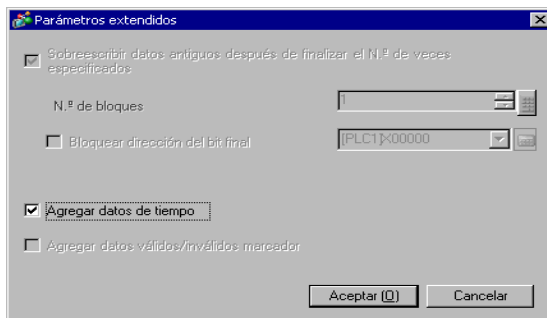 Parámetros extendidos
Sobreescribir datos antiguos después de finalizar el N.º de veces
especificados
N.º de bloques
1
Bloquear dirección del bit final
[PLC1]X00000
Agregar datos de tiempo
Agregar datos válidos/inválidos marcador
Aceptar (O)
Cancelar